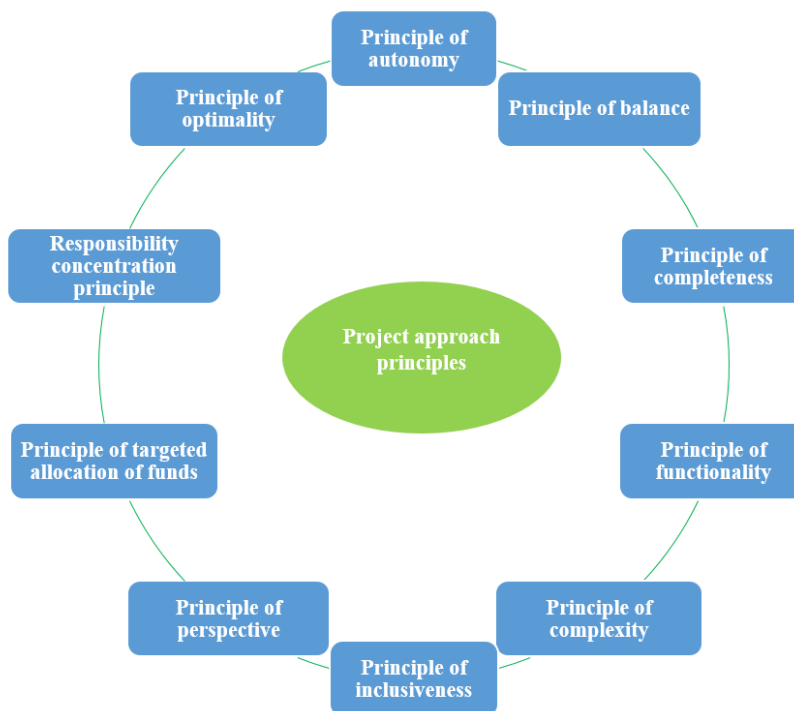 Principle of
autonomy
Principle of balance
Principle of
completeness
Principle of
functionality
Principle of
complexity
Principle of
inclusiveness
Principle of
perspective
Principle of targeted
allocation of funds
Responsibility
concentration
principle
Principle of
optimality
Project approach
principles